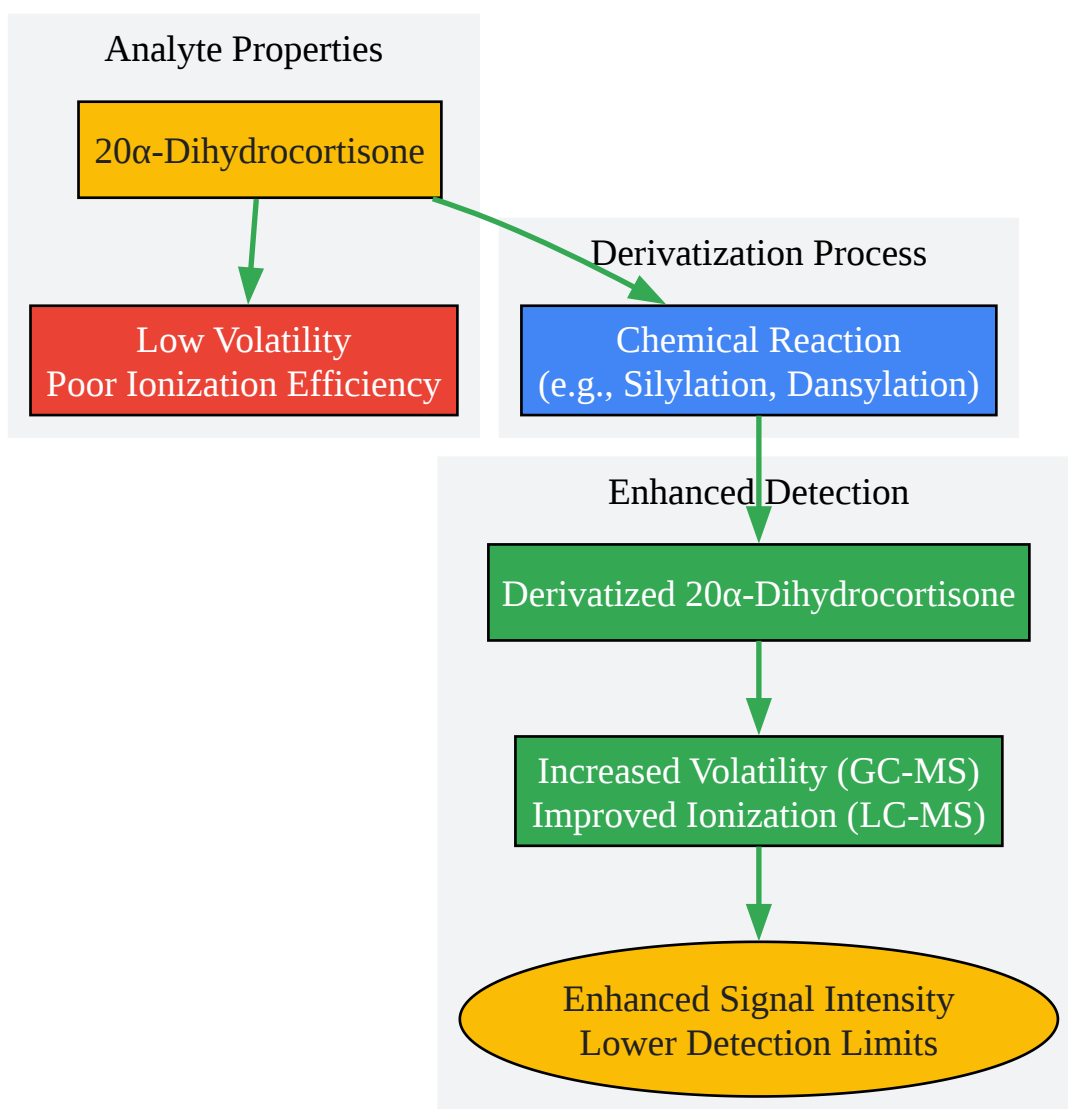 Analyte Properties
20α-Dihydrocortisone
Low Volatility
Poor Ionization Efficiency
Derivatization Process
Chemical Reaction
(e.g., Silylation, Dansylation)
Enhanced Detection
Derivatized 20α-Dihydrocortisone
Increased Volatility (GC-MS)
Improved Ionization (LC-MS)
Enhanced Signal Intensity
Lower Detection Limits